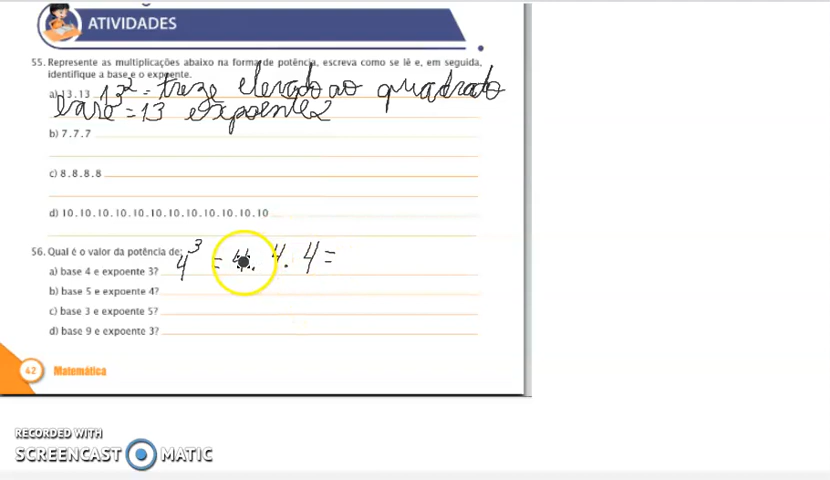 ATIVIDADES
55. Represente as multiplicações abaixo na forma de potência, escreva como se lê e, em seguida,
identifique a base e o expoente.
a) 13.13 13² = treze elevado ao quadrado
base = 13 expoente 2
b) 7.7.7
c) 8.8.8.8
d) 10.10.10.10.10.10.10.10.10.10.10.10
56. Qual é o valor da potência de:
a) base 4 e expoente 3? 4³ = 4. 4. 4 =
b) base 5 e expoente 4?
c) base 3 e expoente 5?
d) base 9 e expoente 3?
42 Matemática
RECORDED WITH
SCREENCAST MATIC